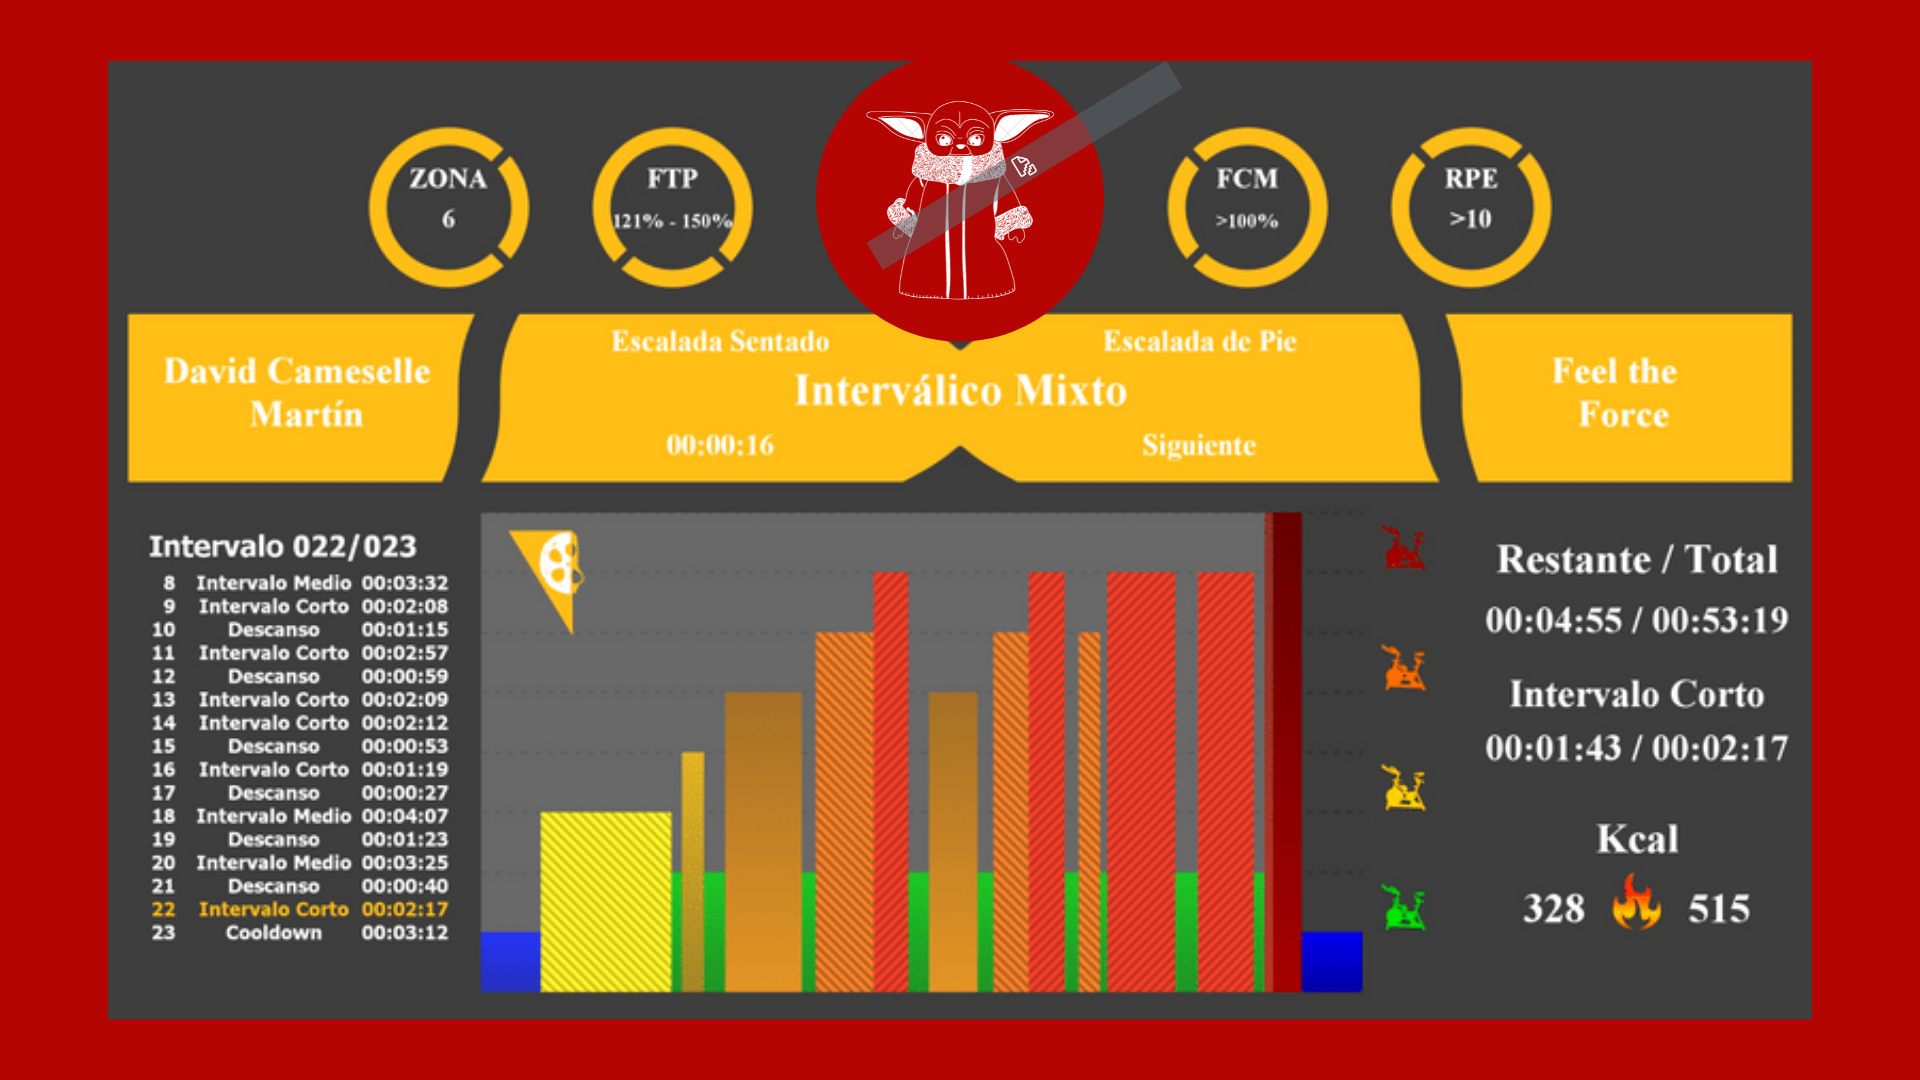 ZONA
6
FTP
121% - 150%
FCM
>100%
RPE
>10
David Cameselle
Martín
Escalada Sentado
Escalada de Pie
Interválico Mixto
00:00:16
Siguiente
Feel the
Force
Intervalo 022/023
8 Intervalo Medio 00:03:32
9 Intervalo Corto 00:02:08
10 Descanso 00:01:15
11 Intervalo Corto 00:02:57
12 Descanso 00:00:59
13 Intervalo Corto 00:02:09
14 Intervalo Corto 00:02:12
15 Descanso 00:00:53
16 Intervalo Corto 00:01:19
17 Descanso 00:00:27
18 Intervalo Medio 00:04:07
19 Descanso 00:01:23
20 Intervalo Medio 00:03:25
21 Descanso 00:00:40
22 Intervalo Corto 00:02:17
23 Cooldown 00:03:12
Restante / Total
00:04:55 / 00:53:19
Intervalo Corto
00:01:43 / 00:02:17
Kcal
328 515